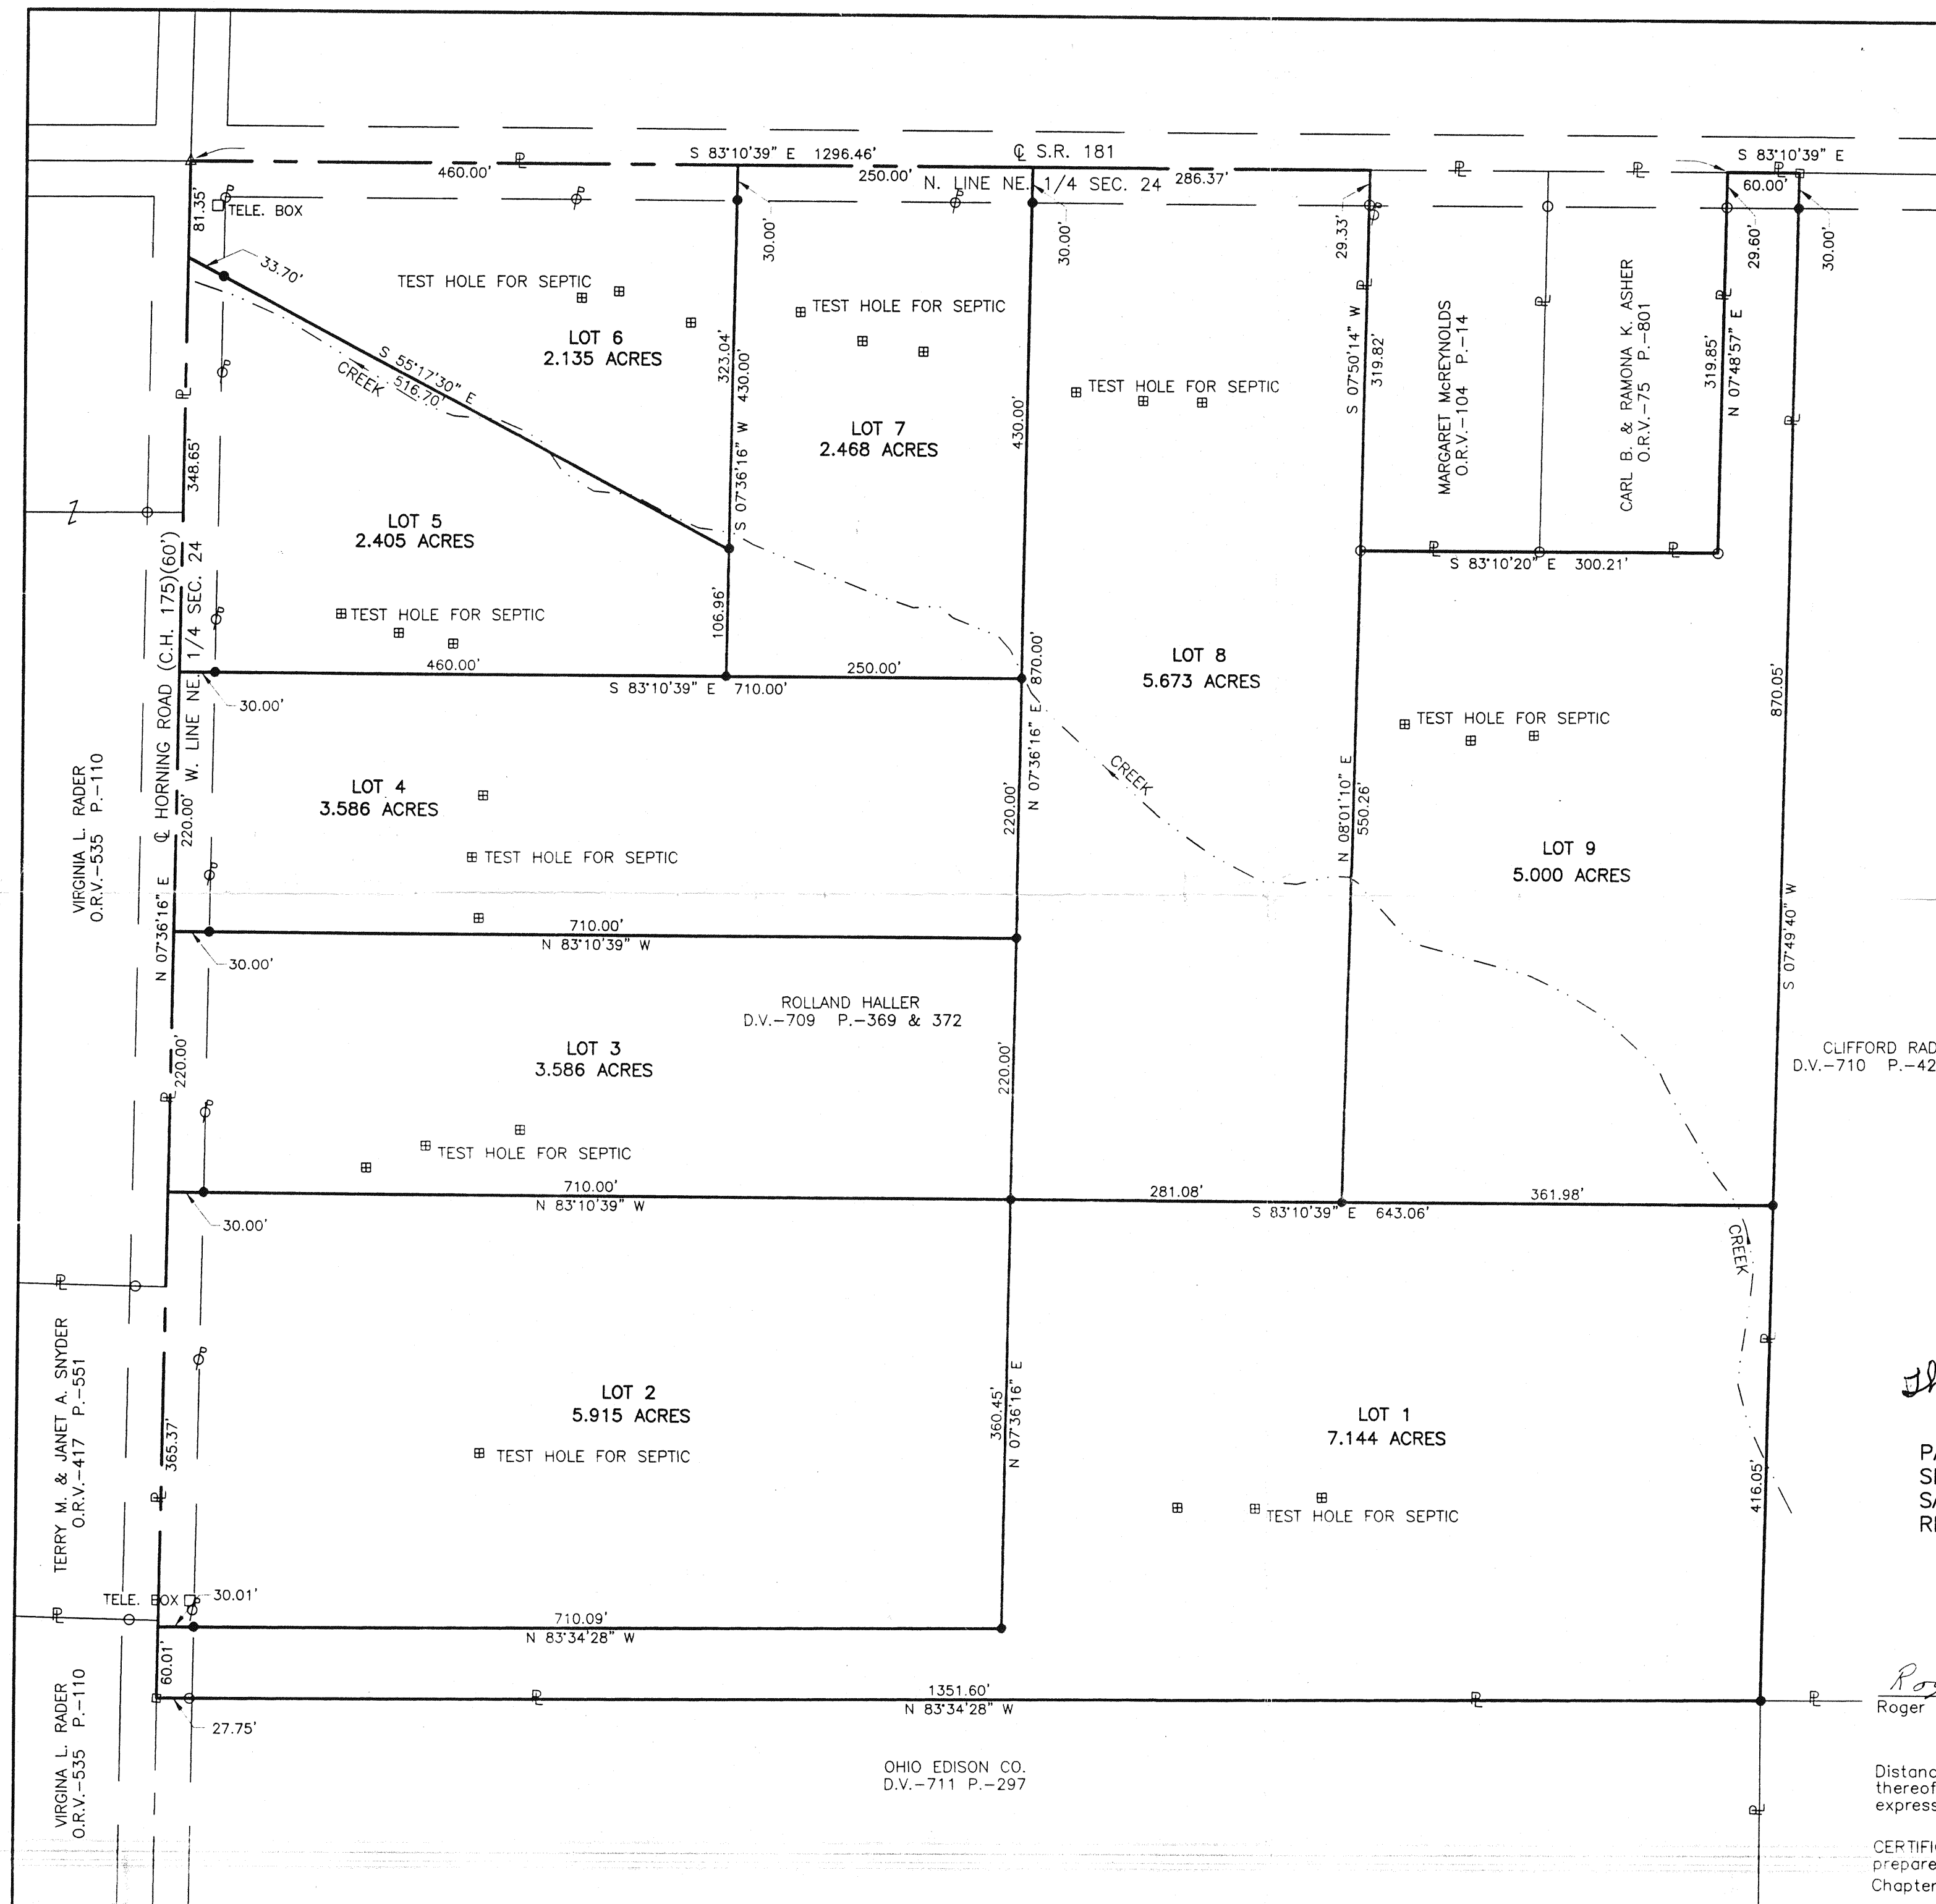 S 83°10'39" E 1296.46'
℄ S.R. 181
460.00'
250.00'
N. LINE NE. 1/4 SEC. 24
286.37'
S 83°10'39" E
60.00'
81.35'
TELE. BOX
33.70'
30.00'
30.00'
29.33'
29.60'
30.00'
TEST HOLE FOR SEPTIC
LOT 6
2.135 ACRES
S 55°17'30" E
516.70'
CREEK
323.04'
S 07°36'16" W 430.00'
TEST HOLE FOR SEPTIC
LOT 7
2.468 ACRES
430.00'
TEST HOLE FOR SEPTIC
S 07°50'14" W
319.82'
MARGARET McREYNOLDS
O.R.V.-104 P.-14
CARL B. & RAMONA K. ASHER
O.R.V.-75 P.-801
319.85'
N 07°48'57" E
S 83°10'20" E 300.21'
348.65'
LOT 5
2.405 ACRES
TEST HOLE FOR SEPTIC
106.96'
460.00'
250.00'
S 83°10'39" E 710.00'
30.00'
℄ HORNING ROAD (C.H. 175)(60')
W. LINE NE. 1/4 SEC. 24
N 07°36'16" E
220.00'
VIRGINIA L. RADER
O.R.V.-535 P.-110
LOT 4
3.586 ACRES
TEST HOLE FOR SEPTIC
N 07°36'16" E 870.00'
220.00'
LOT 8
5.673 ACRES
CREEK
N 08°01'10" E
550.26'
TEST HOLE FOR SEPTIC
LOT 9
5.000 ACRES
870.05'
S 07°49'40" W
710.00'
N 83°10'39" W
30.00'
ROLLAND HALLER
D.V.-709 P.-369 & 372
LOT 3
3.586 ACRES
220.00'
220.00'
TEST HOLE FOR SEPTIC
CLIFFORD RAD
D.V.-710 P.-42
710.00'
N 83°10'39" W
30.00'
281.08'
361.98'
S 83°10'39" E 643.06'
CREEK
TERRY M. & JANET A. SNYDER
O.R.V.-417 P.-551
365.37'
LOT 2
5.915 ACRES
TEST HOLE FOR SEPTIC
360.45'
N 07°36'16" E
LOT 1
7.144 ACRES
TEST HOLE FOR SEPTIC
416.05'
TELE. BOX
30.01'
710.09'
N 83°34'28" W
60.01'
1351.60'
N 83°34'28" W
27.75'
VIRGINA L. RADER
O.R.V.-535 P.-110
OHIO EDISON CO.
D.V.-711 P.-297
Roger
Distanc
thereof
express
CERTIFIC
prepare
Chapter